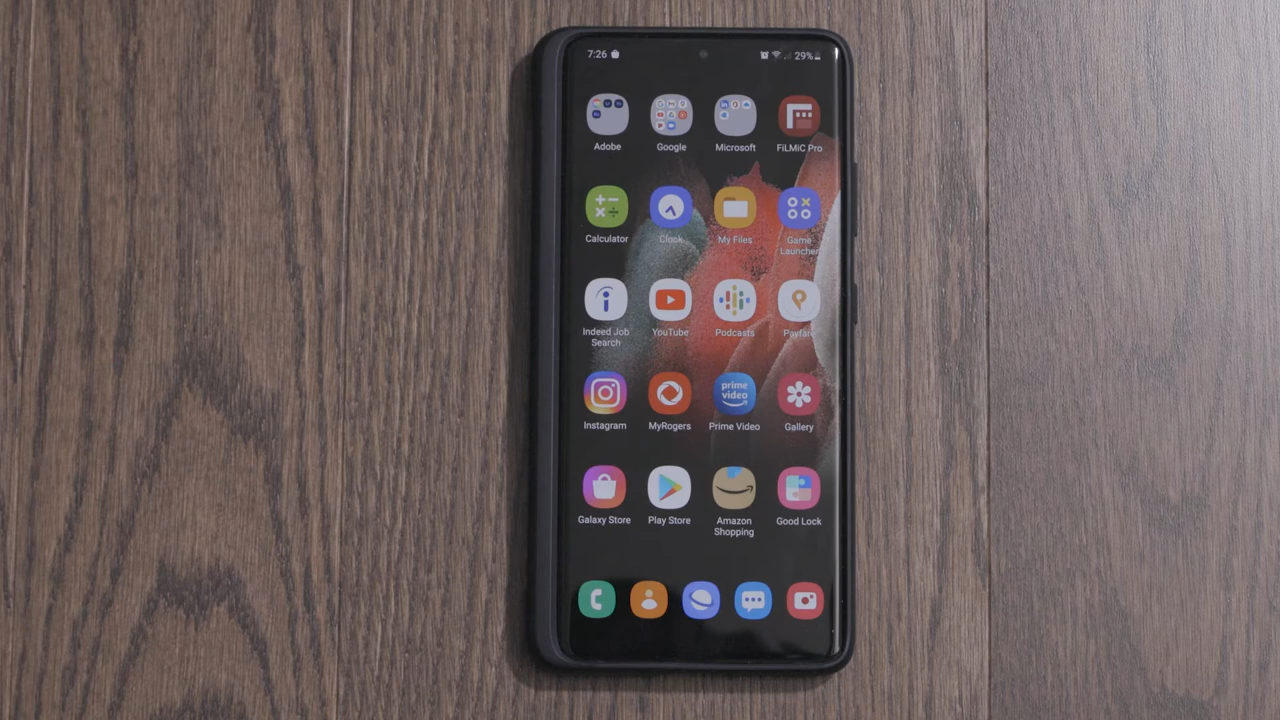 7:26 29%
Adobe Google Microsoft FiLMiC Pro
Calculator Clock My Files Game
Launcher
Indeed Job YouTube Podcasts Payfare
Search
prime
video
Instagram MyRogers Prime Video Gallery
Galaxy Store Play Store Amazon Good Lock
Shopping